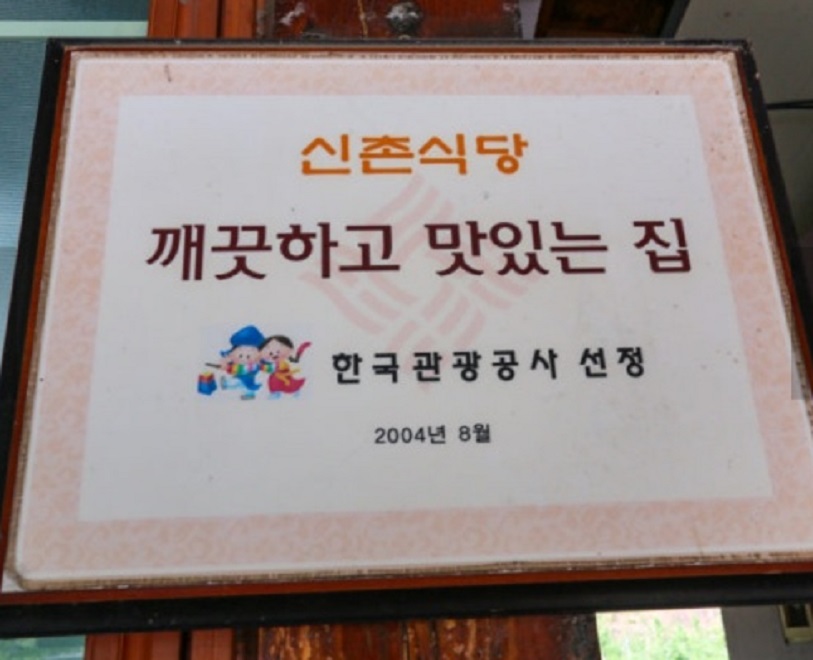 신촌식당
깨끗하고 맛있는 집
한국관광공사 선정
2004년 8월